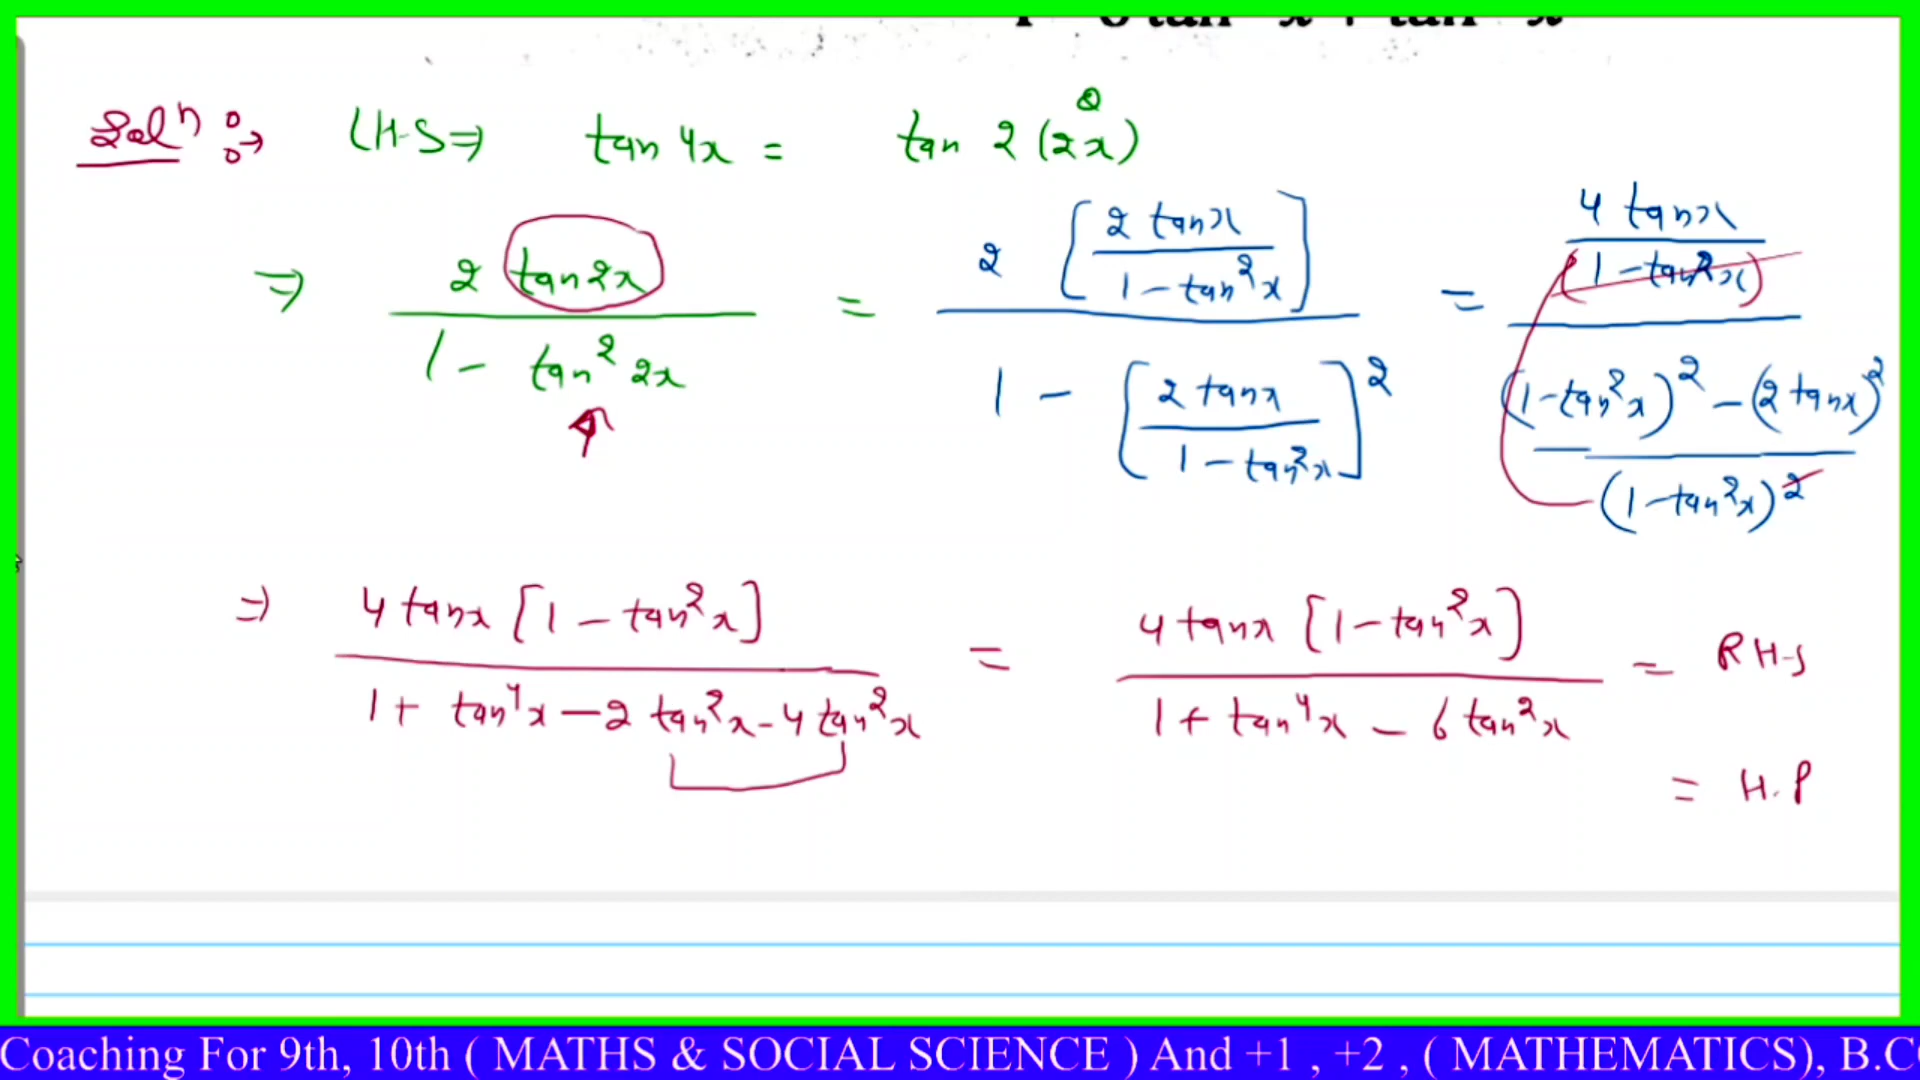 Solⁿ :→ LHS ⇒ tan 4x = tan 2(2x)
⇒ 2 tan2x / 1 - tan² 2x = 2 [2 tanx / 1 - tan²x] / 1 - [2 tanx / 1 - tan²x]² = 4 tanx / (1 - tan²x) / (1-tan²x)² - (2 tanx)² / (1-tan²x)²
⇒ 4 tanx [1 - tan²x] / 1 + tan⁴x - 2 tan²x - 4 tan²x = 4 tanx [1 - tan²x] / 1 + tan⁴x - 6 tan²x = RHS
= H.P
Coaching For 9th, 10th ( MATHS & SOCIAL SCIENCE ) And +1 , +2 , ( MATHEMATICS), B.C